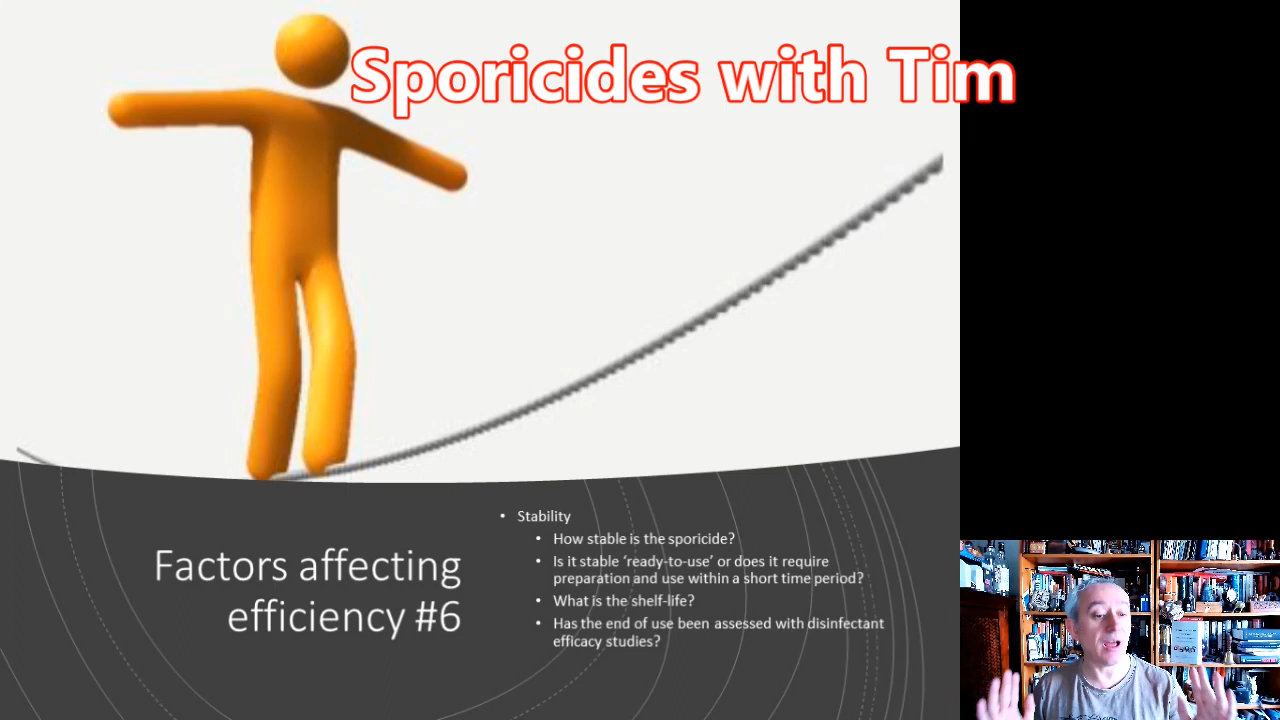 Sporicides with Tim
Factors affecting
efficiency #6
• Stability
• How stable is the sporicide?
• Is it stable ‘ready-to-use’ or does it require
preparation and use within a short time period?
• What is the shelf-life?
• Has the end of use been assessed with disinfectant
efficacy studies?